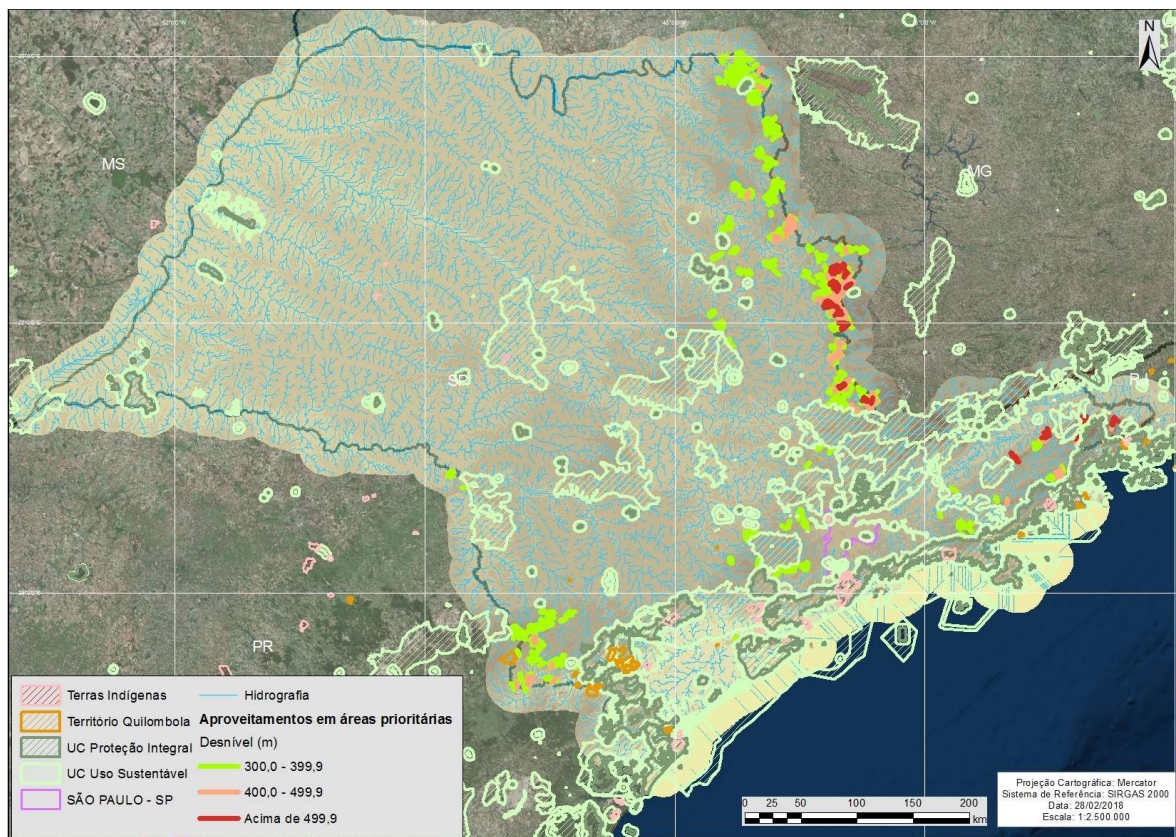 N
MS
MG
SP
RJ
PR
Terras Indígenas
Território Quilombola
UC Proteção Integral
UC Uso Sustentável
SÃO PAULO - SP
Hidrografia
Aproveitamentos em áreas prioritárias
Desnível (m)
300,0 - 399,9
400,0 - 499,9
Acima de 499,9
0 25 50 100 150 200
km
Projeção Cartográfica: Mercator
Sistema de Referência: SIRGAS 2000
Data: 28/02/2018
Escala: 1:2.500.000